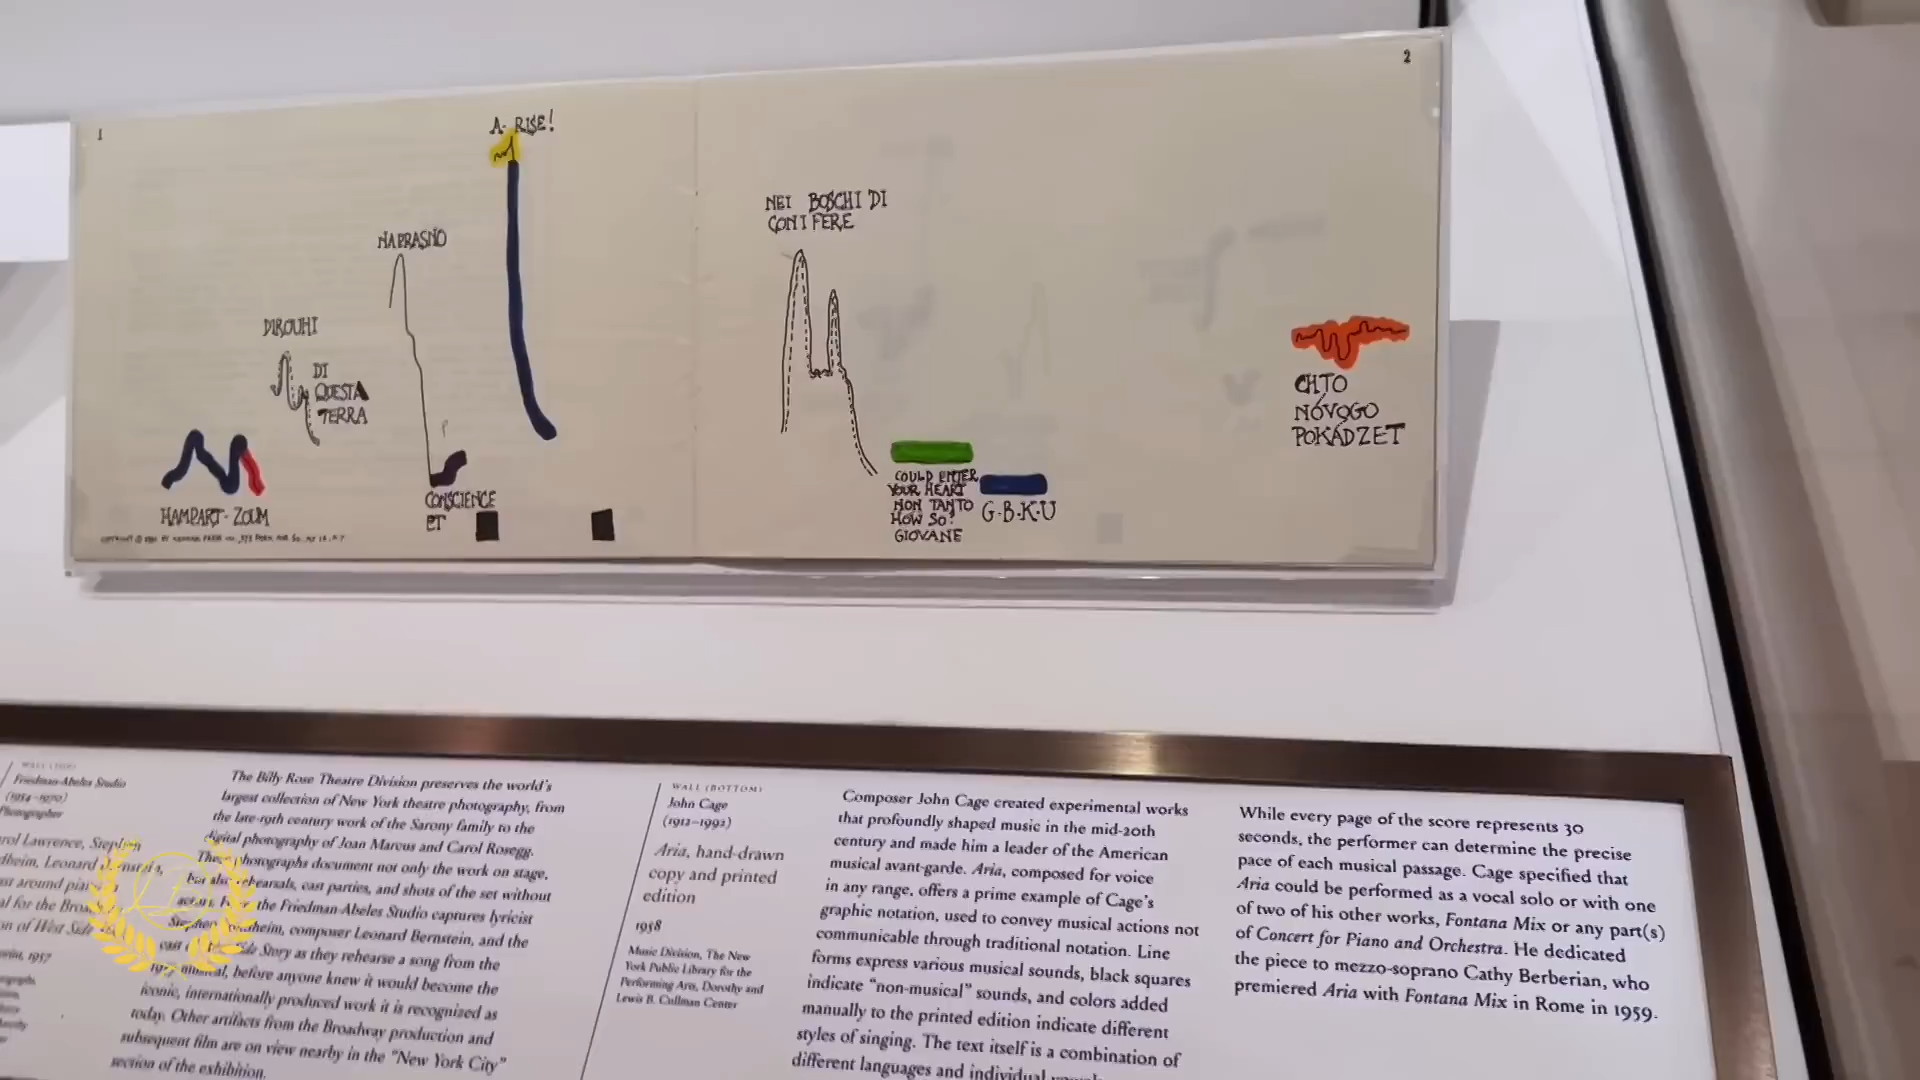 1
A- RISE!
NAPRASNO
DIROUHI
DI
QUESTA
TERRA
HAMPART-ZOUM
CONSCIENCE
ET
2
NEI BOSCHI DI
CONIFERE
COULD ENTER
YOUR HEART
NON TANTO
HOW SO?
GIOVANE
G·B·K·U
CHTO
NÓVOGO
POKÁDZET
WALL (TOP)
Friedman-Abeles Studio
(1954–1970)
Photographer
The Billy Rose Theatre Division preserves the world's
largest collection of New York theatre photography, from
the late-19th century work of the Sarony family to the
digital photography of Joan Marcus and Carol Rosegg.
photographs document not only the work on stage,
but also rehearsals, cast parties, and shots of the set without
the Friedman-Abeles Studio captures lyricist
composer Leonard Bernstein, and the
Story as they rehearse a song from the
musical, before anyone knew it would become the
iconic, internationally produced work it is recognized as
today. Other artifacts from the Broadway production and
subsequent film are on view nearby in the "New York City"
section of the exhibition.
WALL (BOTTOM)
John Cage
(1912–1992)
Aria, hand-drawn
copy and printed
edition
1958
Music Division, The New
York Public Library for the
Performing Arts, Dorothy and
Lewis B. Cullman Center
Composer John Cage created experimental works
that profoundly shaped music in the mid-20th
century and made him a leader of the American
musical avant-garde. Aria, composed for voice
in any range, offers a prime example of Cage's
graphic notation, used to convey musical actions not
communicable through traditional notation. Line
forms express various musical sounds, black squares
indicate "non-musical" sounds, and colors added
manually to the printed edition indicate different
styles of singing. The text itself is a combination of
different languages and individual
While every page of the score represents 30
seconds, the performer can determine the precise
pace of each musical passage. Cage specified that
Aria could be performed as a vocal solo or with one
of two of his other works, Fontana Mix or any part(s)
of Concert for Piano and Orchestra. He dedicated
the piece to mezzo-soprano Cathy Berberian, who
premiered Aria with Fontana Mix in Rome in 1959.